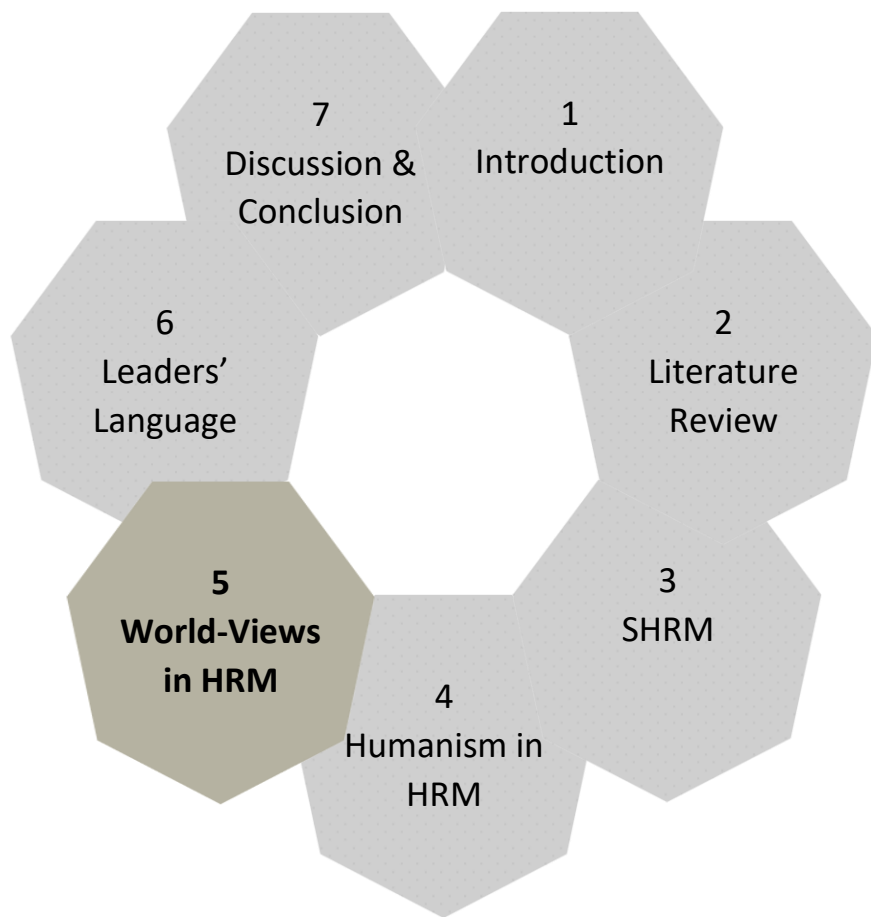 1
Introduction
2
Literature
Review
3
SHRM
4
Humanism in
HRM
5
World-Views
in HRM
6
Leaders’
Language
7
Discussion &
Conclusion